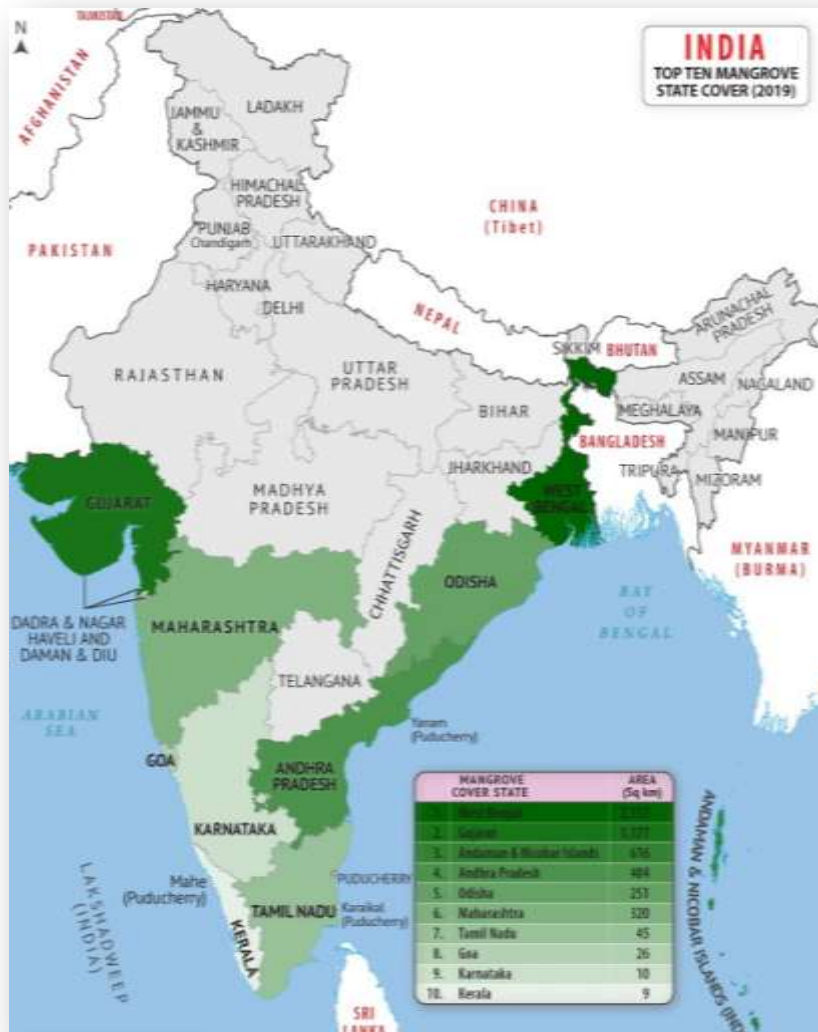 N
INDIA
TOP TEN MANGROVE
STATE COVER (2019)
TAJIKISTAN
AFGHANISTAN
LADAKH
JAMMU
&
KASHMIR
HIMACHAL
PRADESH
CHINA
(Tibet)
PUNJAB
Chandigarh
UTTARAKHAND
PAKISTAN
HARYANA
DELHI
NEPAL
ARUNACHAL
PRADESH
SIKKIM
BHUTAN
RAJASTHAN
UTTAR
PRADESH
ASSAM
NAGALAND
BIHAR
MEGHALAYA
MANIPUR
BANGLADESH
JHARKHAND
TRIPURA
MIZORAM
GUJARAT
MADHYA
PRADESH
WEST
BENGAL
CHHATTISGARH
MYANMAR
(BURMA)
ODISHA
BAY
OF
BENGAL
DADRA & NAGAR
HAVELI AND
DAMAN & DIU
MAHARASHTRA
TELANGANA
ARABIAN
SEA
Yanam
(Puducherry)
GOA
ANDHRA
PRADESH
KARNATAKA
Mahe
(Puducherry)
PUDUCHERRY
TAMIL NADU
Karaikal
(Puducherry)
KERALA
LAKSHADWEEP
(INDIA)
SRI
LANKA
ANDAMAN & NICOBAR ISLANDS
MANGROVE COVER STATE AREA (Sq km)
1. West Bengal
2. Gujarat 1,177
3. Andaman & Nicobar Islands 616
4. Andhra Pradesh 404
5. Odisha 251
6. Maharashtra 320
7. Tamil Nadu 45
8. Goa 26
9. Karnataka 10
10. Kerala 9